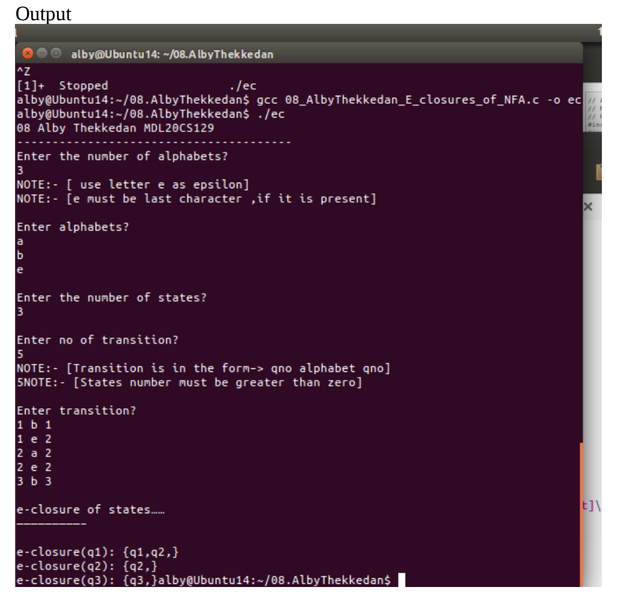 Output
alby@Ubuntu14: ~/08.AlbyThekkedan
^Z
[1]+  Stopped                 ./ec
alby@Ubuntu14:~/08.AlbyThekkedan$ gcc 08_AlbyThekkedan_E_closures_of_NFA.c -o ec
alby@Ubuntu14:~/08.AlbyThekkedan$ ./ec
08 Alby Thekkedan MDL20CS129
---------------------------------------
Enter the number of alphabets?
3
NOTE:- [ use letter e as epsilon]
NOTE:- [e must be last character ,if it is present]
Enter alphabets?
a
b
e
Enter the number of states?
3
Enter no of transition?
5
NOTE:- [Transition is in the form-> qno alphabet qno]
5NOTE:- [States number must be greater than zero]
Enter transition?
1 b 1
1 e 2
2 a 2
2 e 2
3 b 3
e-closure of states……
——————————
e-closure(q1): {q1,q2,}
e-closure(q2): {q2,}
e-closure(q3): {q3,}alby@Ubuntu14:~/08.AlbyThekkedan$
t]\